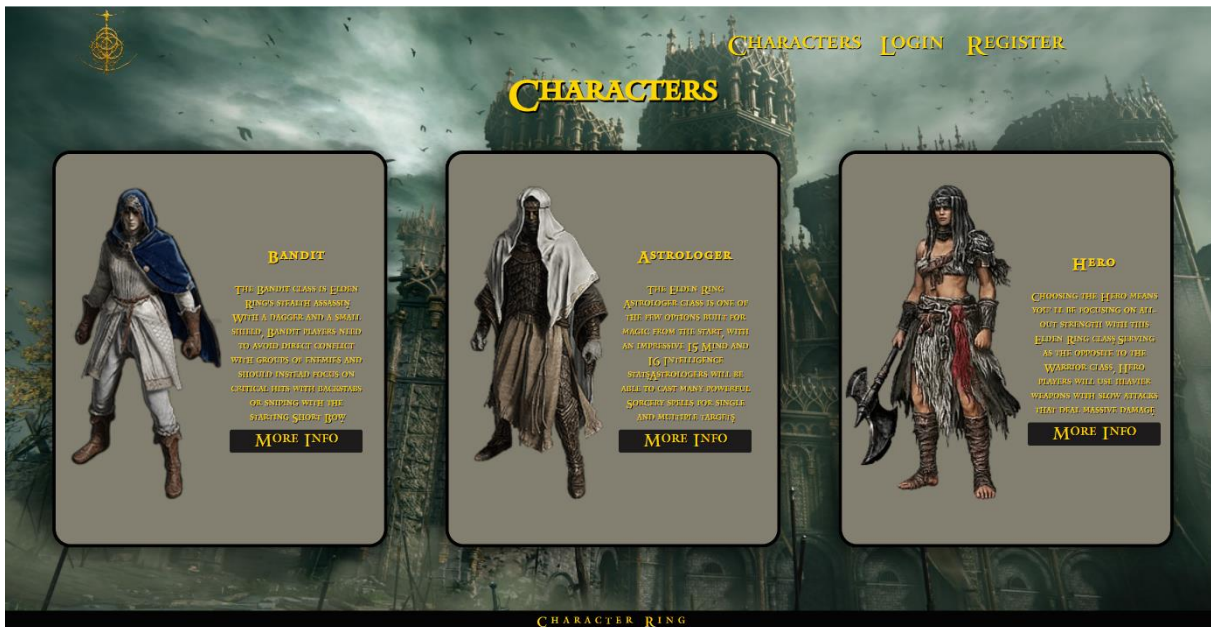 Characters Login Register
Characters
Bandit
The Bandit class is Elden
Ring's stealth assassin
With a dagger and a small
shield, Bandit players need
to avoid direct conflict
with groups of enemies and
should instead focus on
critical hits with backstabs
or sniping with the
starting Short Bow
More Info
Astrologer
The Elden Ring
Astrologer class is one of
the few options built for
magic from the start, with
an impressive 15 Mind and
16 Intelligence
statsAstrologers will be
able to cast many powerful
Sorcery spells for single
and multiple targets
More Info
Hero
Choosing the Hero means
you'll be focusing on all-
out strength with this
Elden Ring class.Serving
as the opposite to the
Warrior class, Hero
players will use heavier
weapons with slow attacks
that deal massive damage
More Info
Character Ring